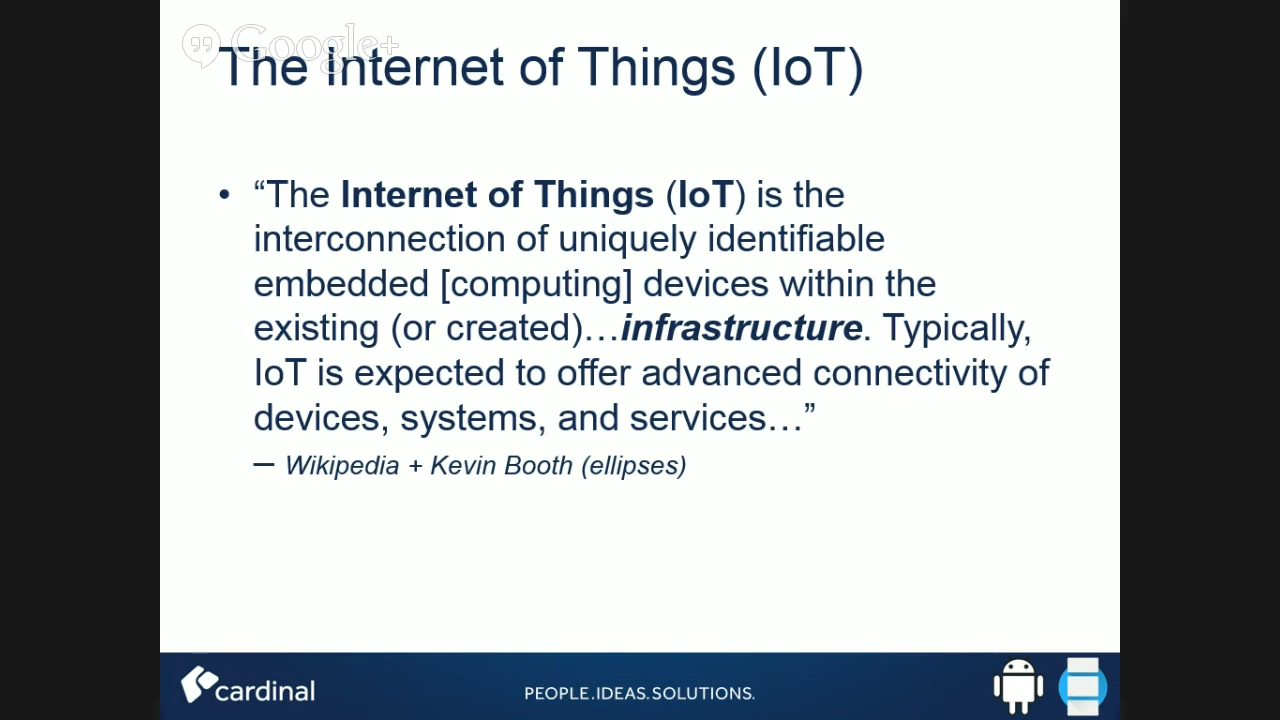 Google+
The Internet of Things (IoT)
• “The Internet of Things (IoT) is the
interconnection of uniquely identifiable
embedded [computing] devices within the
existing (or created)…infrastructure. Typically,
IoT is expected to offer advanced connectivity of
devices, systems, and services…”
– Wikipedia + Kevin Booth (ellipses)
cardinal
PEOPLE.IDEAS.SOLUTIONS.